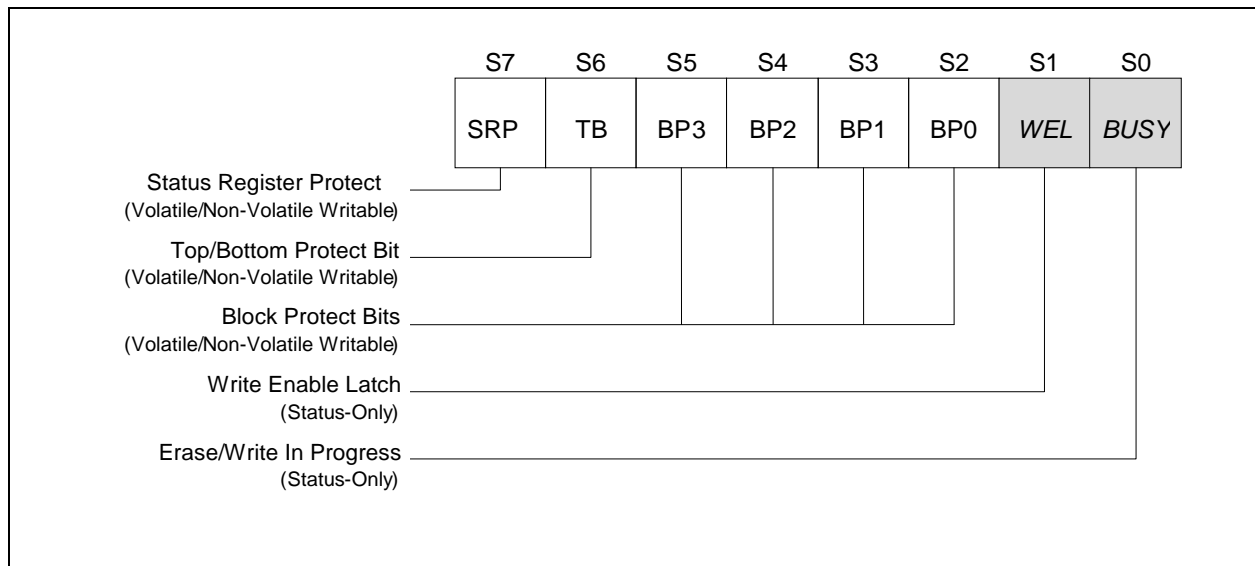 S7 S6 S5 S4 S3 S2 S1 S0
SRP TB BP3 BP2 BP1 BP0 WEL BUSY
Status Register Protect
(Volatile/Non-Volatile Writable)
Top/Bottom Protect Bit
(Volatile/Non-Volatile Writable)
Block Protect Bits
(Volatile/Non-Volatile Writable)
Write Enable Latch
(Status-Only)
Erase/Write In Progress
(Status-Only)